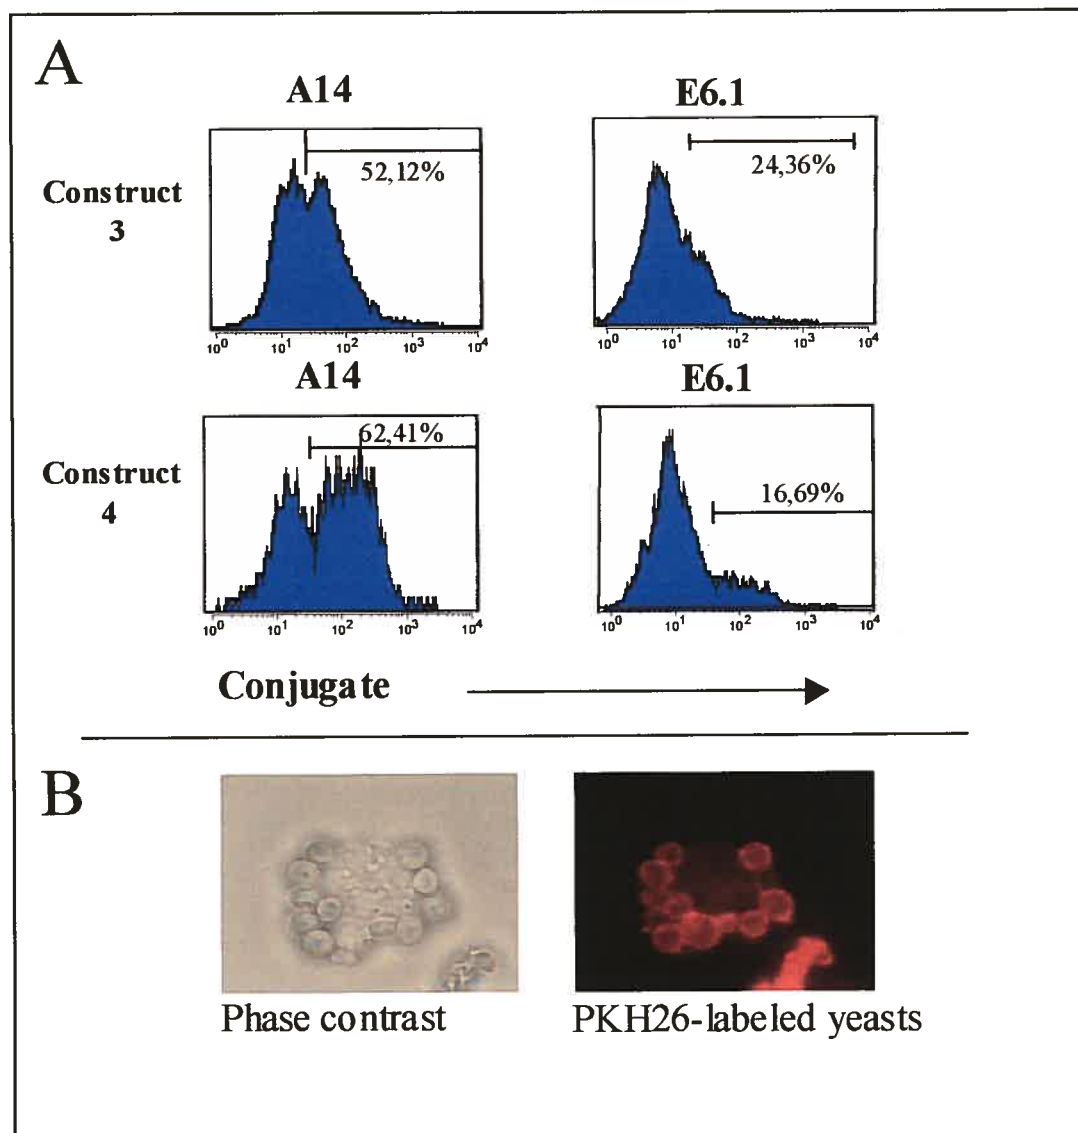 A
A14
E6.1
Construct
3
52,12%
24,36%
10⁰ 10¹ 10² 10³ 10⁴
10⁰ 10¹ 10² 10³ 10⁴
A14
E6.1
Construct
4
62,41%
16,69%
10⁰ 10¹ 10² 10³ 10⁴
10⁰ 10¹ 10² 10³ 10⁴
Conjugate
B
Phase contrast
PKH26-labeled yeasts